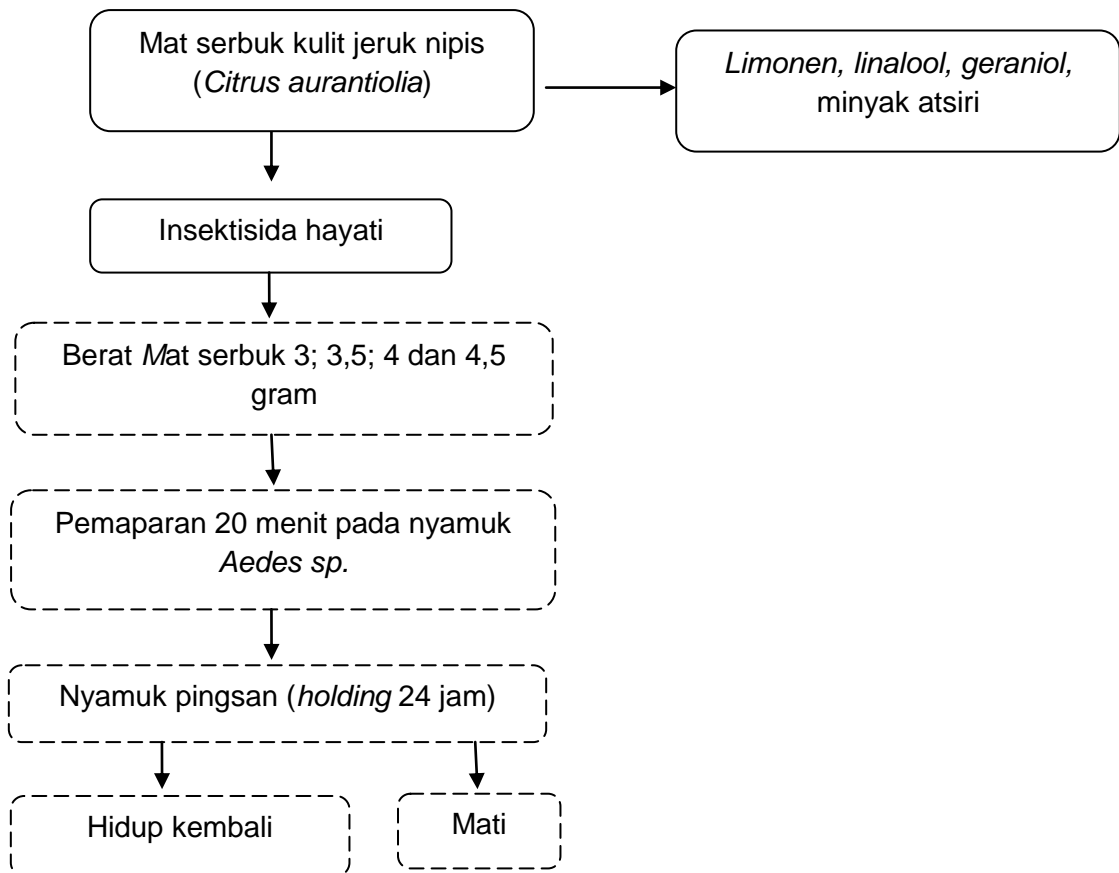 Mat serbuk kulit jeruk nipis
(Citrus aurantiolia)
Limonen, linalool, geraniol,
minyak atsiri
Insektisida hayati
Berat Mat serbuk 3; 3,5; 4 dan 4,5
gram
Pemaparan 20 menit pada nyamuk
Aedes sp.
Nyamuk pingsan (holding 24 jam)
Hidup kembali
Mati